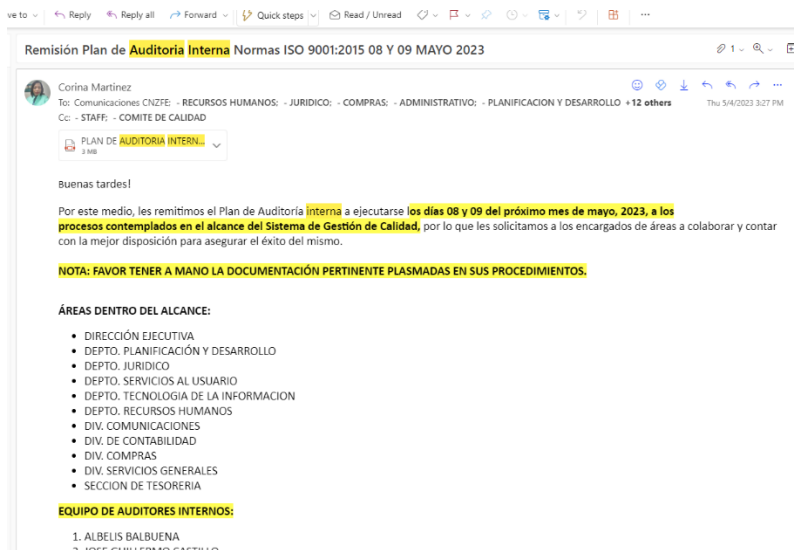 ve to Reply Reply all Forward Quick steps Read / Unread
Remisión Plan de Auditoria Interna Normas ISO 9001:2015 08 Y 09 MAYO 2023
1
Corina Martinez
To: Comunicaciones CNZFE; - RECURSOS HUMANOS; - JURIDICO; - COMPRAS; - ADMINISTRATIVO; - PLANIFICACION Y DESARROLLO +12 others
Thu 5/4/2023 3:27 PM
Cc: - STAFF; - COMITE DE CALIDAD
PLAN DE AUDITORIA INTERN...
3 MB
Buenas tardes!
Por este medio, les remitimos el Plan de Auditoría interna a ejecutarse los días 08 y 09 del próximo mes de mayo, 2023, a los
procesos contemplados en el alcance del Sistema de Gestión de Calidad, por lo que les solicitamos a los encargados de áreas a colaborar y contar
con la mejor disposición para asegurar el éxito del mismo.
NOTA: FAVOR TENER A MANO LA DOCUMENTACIÓN PERTINENTE PLASMADAS EN SUS PROCEDIMIENTOS.
ÁREAS DENTRO DEL ALCANCE:
• DIRECCIÓN EJECUTIVA
• DEPTO. PLANIFICACIÓN Y DESARROLLO
• DEPTO. JURIDICO
• DEPTO. SERVICIOS AL USUARIO
• DEPTO. TECNOLOGIA DE LA INFORMACION
• DEPTO. RECURSOS HUMANOS
• DIV. COMUNICACIONES
• DIV. DE CONTABILIDAD
• DIV. COMPRAS
• DIV. SERVICIOS GENERALES
• SECCION DE TESORERIA
EQUIPO DE AUDITORES INTERNOS:
1. ALBELIS BALBUENA
2. JOSE GUILLERMO CASTILLO